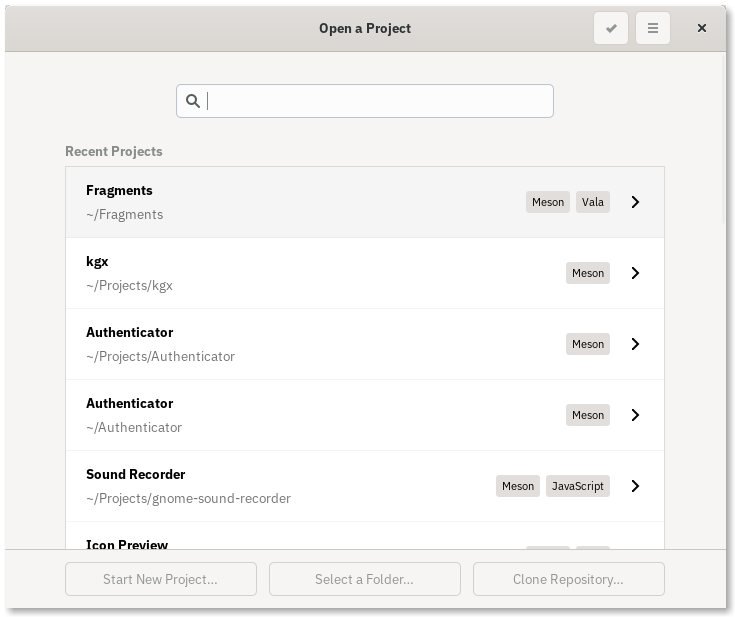 Open a Project
Recent Projects
Fragments
~/Fragments
Meson Vala
kgx
~/Projects/kgx
Meson
Authenticator
~/Projects/Authenticator
Meson
Authenticator
~/Authenticator
Meson
Sound Recorder
~/Projects/gnome-sound-recorder
Meson JavaScript
Icon Preview
Start New Project...
Select a Folder...
Clone Repository...